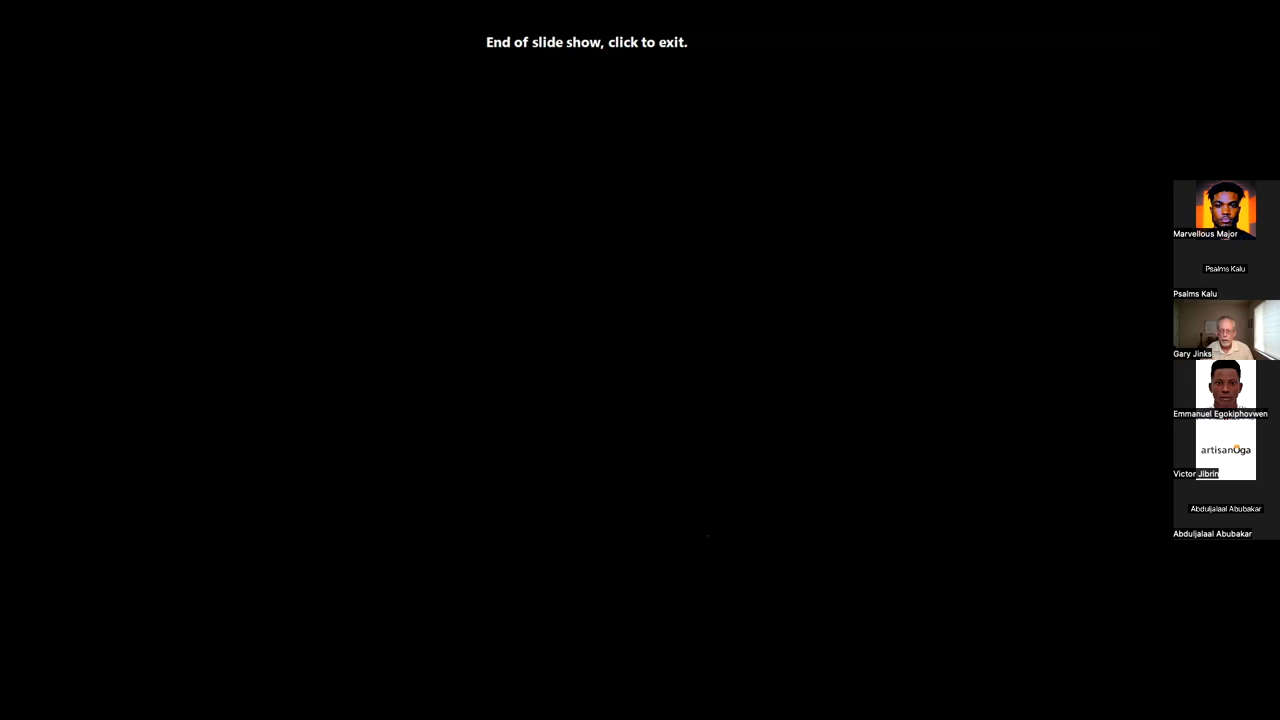 End of slide show, click to exit.
Marvellous Major
Psalms Kalu
Psalms Kalu
Gary Jinks
Emmanuel Egokiphovwen
artisanOga
Victor Jibrin
Abduljalaal Abubakar
Abduljalaal Abubakar